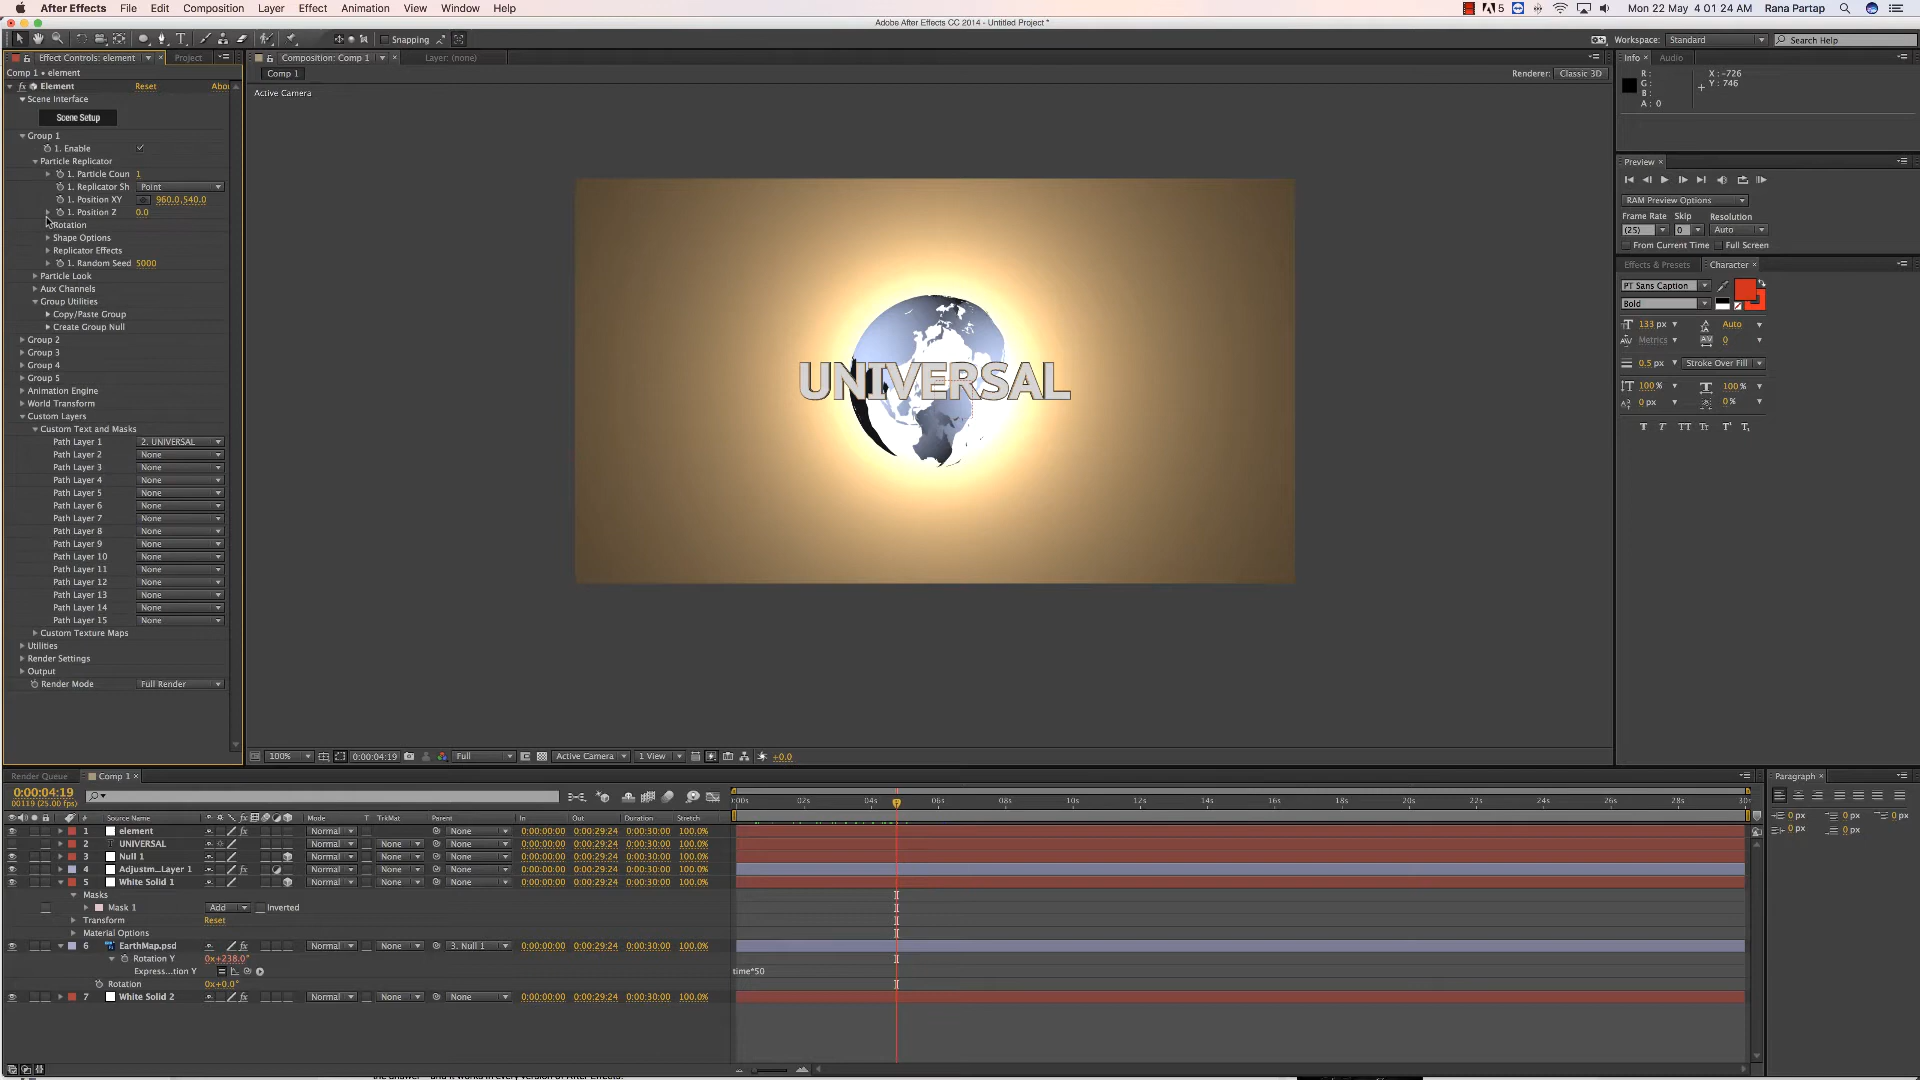 After Effects File Edit Composition Layer Effect Animation View Window Help
5 Mon 22 May 4 01:24 AM Rana Partap
Adobe After Effects CC 2014 - Untitled Project *
Snapping
Workspace: Standard Search Help
Effect Controls: element Project
Composition: Comp 1 Layer: (none)
Info Audio
Comp 1 • element
Comp 1
Renderer: Classic 3D
R: X: -726
G: Y: 746
B:
A: 0
Element Reset Abou
Active Camera
Scene Interface
Scene Setup
Group 1
1. Enable
Particle Replicator
1. Particle Coun 1
1. Replicator Sh Point
1. Position XY 960.0,540.0
1. Position Z 0.0
Rotation
Shape Options
Replicator Effects
1. Random Seed 5000
Particle Look
Aux Channels
Group Utilities
Copy/Paste Group
Create Group Null
Group 2
Group 3
Group 4
Group 5
Animation Engine
World Transform
Custom Layers
Custom Text and Masks
Path Layer 1 2. UNIVERSAL
Path Layer 2 None
Path Layer 3 None
Path Layer 4 None
Path Layer 5 None
Path Layer 6 None
Path Layer 7 None
Path Layer 8 None
Path Layer 9 None
Path Layer 10 None
Path Layer 11 None
Path Layer 12 None
Path Layer 13 None
Path Layer 14 None
Path Layer 15 None
Custom Texture Maps
Utilities
Render Settings
Output
Render Mode Full Render
UNIVERSAL
100% 0:00:04:19 Full Active Camera 1 View +0.0
Preview
RAM Preview Options
Frame Rate Skip Resolution
(25) 0 Auto
From Current Time Full Screen
Effects & Presets Character
PT Sans Caption
Bold
133 px Auto
Metrics 0
0.5 px Stroke Over Fill
100% 100%
0 px 0%
T T TT Tt T¹ T₁
Render Queue Comp 1
0:00:04:19
00119 (25.00 fps)
:00s 02s 04s 06s 08s 10s 12s 14s 16s 18s 20s 22s 24s 26s 28s 30s
# Source Name Mode T TrkMat Parent In Out Duration Stretch
1 element Normal None 0:00:00:00 0:00:29:24 0:00:30:00 100.0%
2 UNIVERSAL Normal None None 0:00:00:00 0:00:29:24 0:00:30:00 100.0%
3 Null 1 Normal None None 0:00:00:00 0:00:29:24 0:00:30:00 100.0%
4 Adjustm...Layer 1 Normal None None 0:00:00:00 0:00:29:24 0:00:30:00 100.0%
5 White Solid 1 Normal None None 0:00:00:00 0:00:29:24 0:00:30:00 100.0%
Masks
Mask 1 Add Inverted
Transform Reset
Material Options
6 EarthMap.psd Normal None 3. Null 1 0:00:00:00 0:00:29:24 0:00:30:00 100.0%
Rotation Y 0x+238.0°
Express...tion Y time*50
Rotation 0x+0.0°
7 White Solid 2 Normal None None 0:00:00:00 0:00:29:24 0:00:30:00 100.0%
Paragraph
0 px 0 px 0 px
0 px 0 px
the answer - and it works in every version of After Effects.